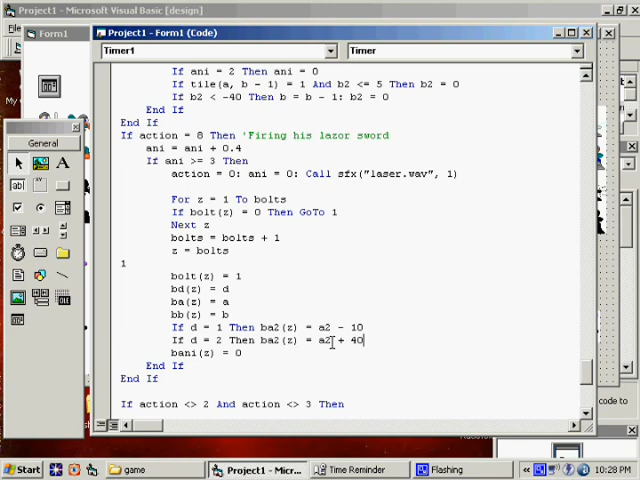 Project1 - Microsoft Visual Basic [design]
Form1
Project1 - Form1 (Code)
Timer1
Timer
If ani = 2 Then ani = 0
If tile(a, b - 1) = 1 And b2 <= 5 Then b2 = 0
If b2 < -40 Then b = b - 1: b2 = 0
End If
End If
If action = 8 Then 'Firing his lazor sword
ani = ani + 0.4
If ani >= 3 Then
action = 0: ani = 0: Call sfx("laser.wav", 1)
For z = 1 To bolts
If bolt(z) = 0 Then GoTo 1
Next z
bolts = bolts + 1
z = bolts
1
bolt(z) = 1
bd(z) = d
ba(z) = a
bb(z) = b
If d = 1 Then ba2(z) = a2 - 10
If d = 2 Then ba2(z) = a2 + 40
bani(z) = 0
End If
End If
If action <> 2 And action <> 3 Then
General
A
ab|
OLE
code to
Start
game
Project1 - Micr...
Time Reminder
Flashing
10:28 PM